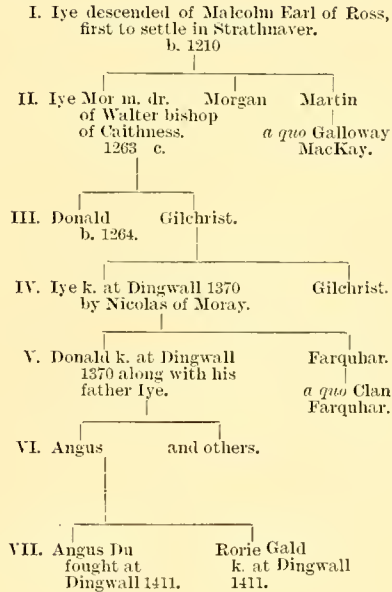 I. Iye descended of Malcolm Earl of Ross,
first to settle in Strathnaver.
b. 1210
II. Iye Mor m. dr. Morgan Martin
of Walter bishop a quo Galloway
of Caithness. MacKay.
1263 c.
III. Donald Gilchrist.
b. 1264.
IV. Iye k. at Dingwall 1370 Gilchrist.
by Nicolas of Moray.
V. Donald k. at Dingwall Farquhar.
1370 along with his
father Iye. a quo Clan
Farquhar.
VI. Angus and others.
VII. Angus Du Rorie Gald
fought at k. at Dingwall
Dingwall 1411. 1411.